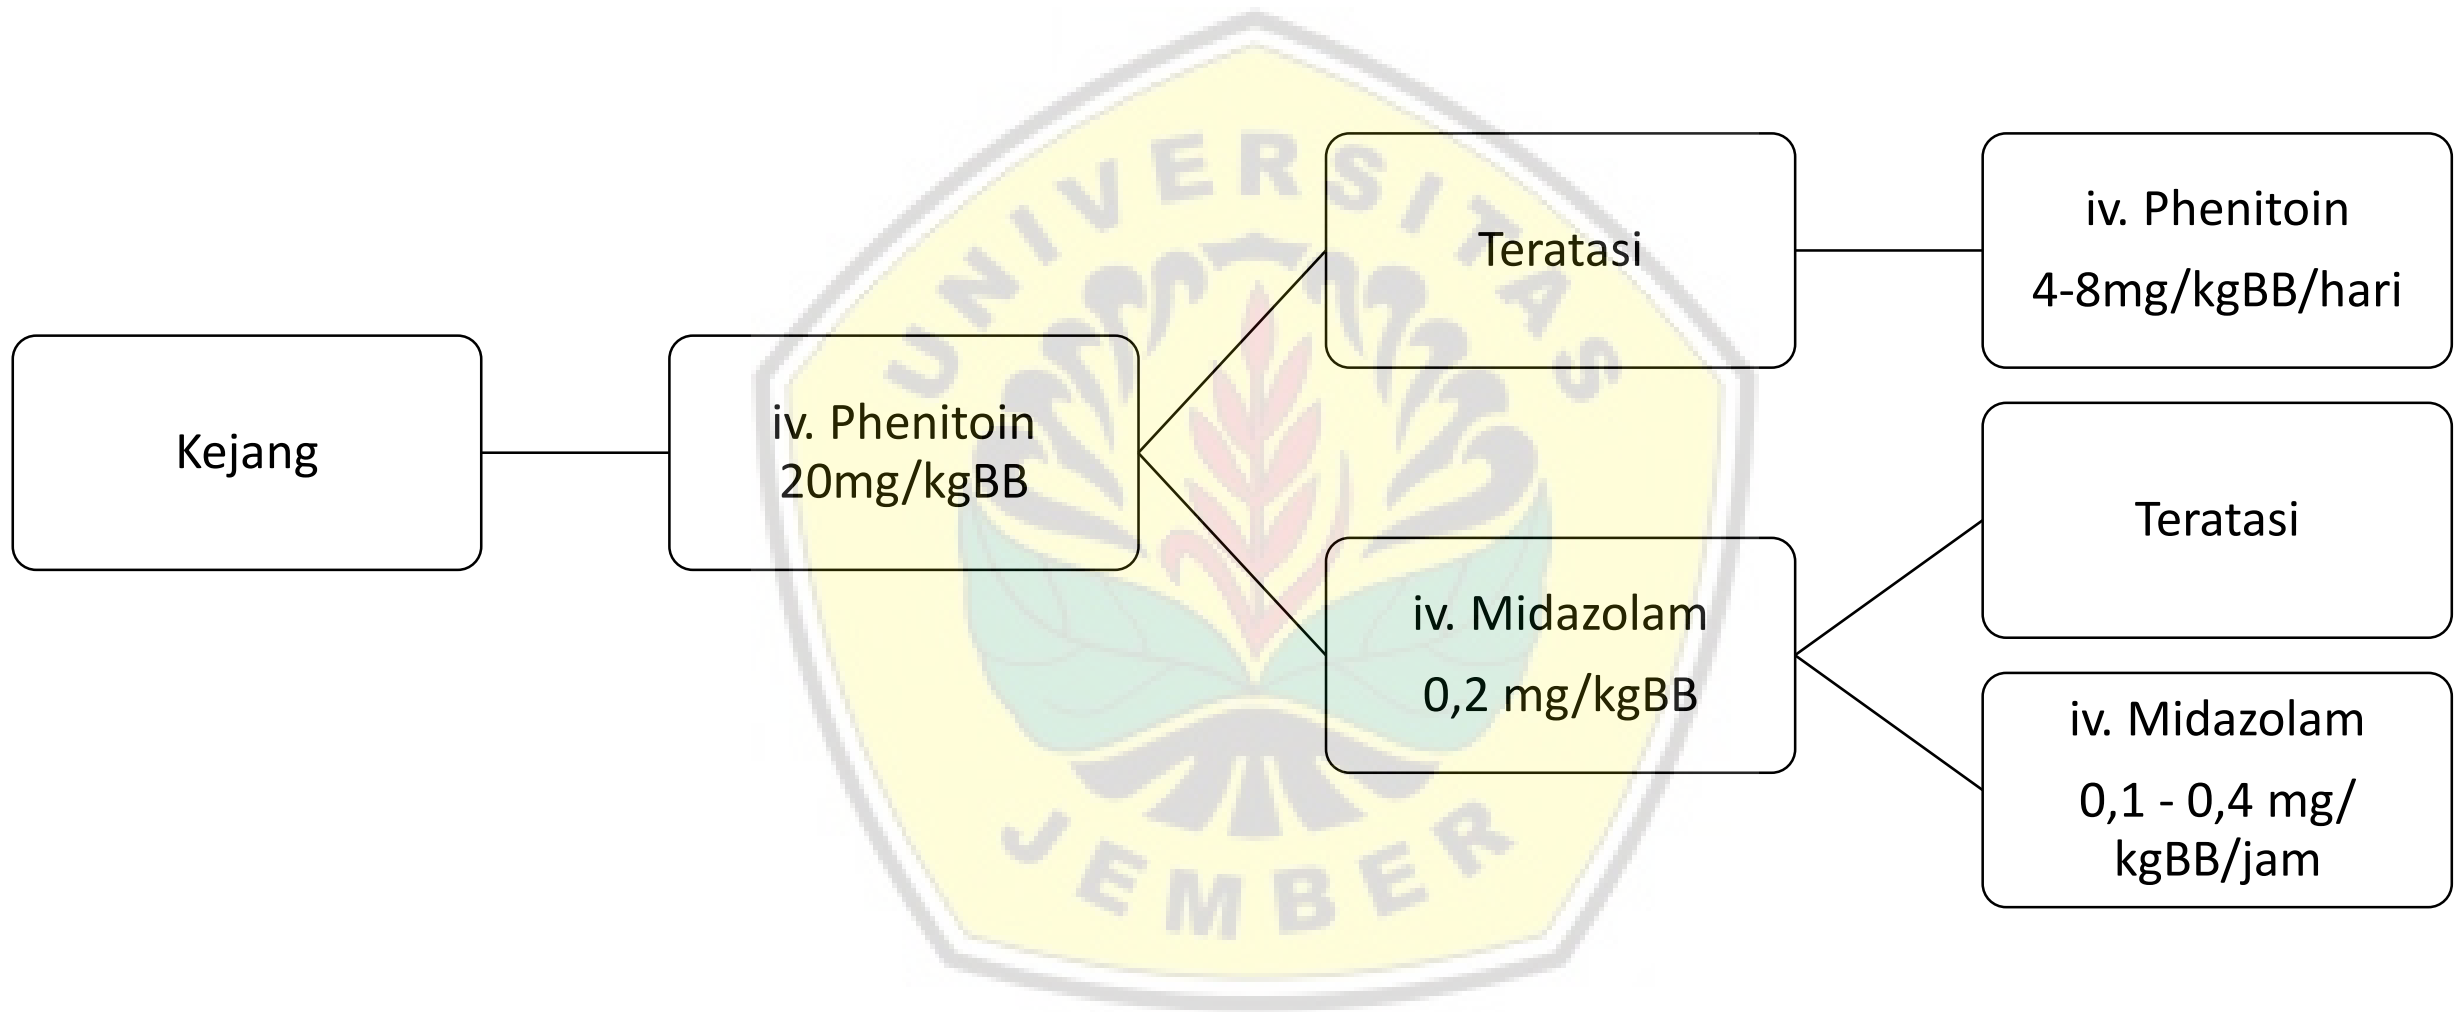 Kejang
iv. Phenitoin
20mg/kgBB
Teratasi
iv. Phenitoin
4-8mg/kgBB/hari
iv. Midazolam
0,2 mg/kgBB
Teratasi
iv. Midazolam
0,1 - 0,4 mg/
kgBB/jam
UNIVERSITAS
JEMBER